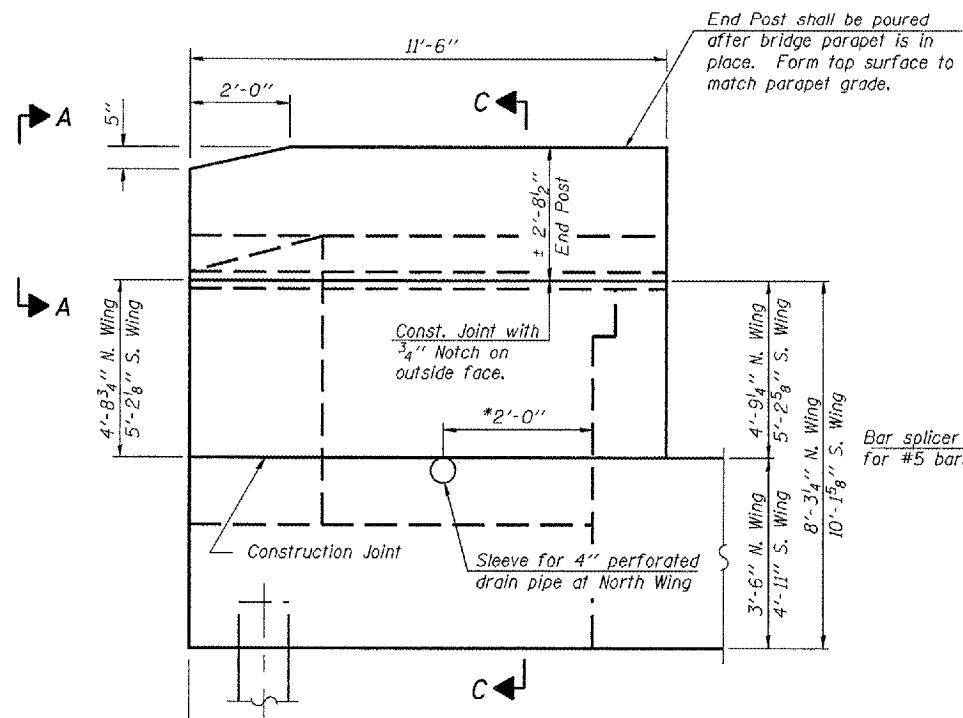 End Post shall be poured
after bridge parapet is in
place. Form top surface to
match parapet grade.
11'-6"
2'-0"
5"
A
C
± 2'-8½"
End Post
A
Const. Joint with
¾" Notch on
outside face.
4'-8¾" N. Wing
5'-2⅛" S. Wing
*2'-0"
4'-9¼" N. Wing
5'-2⅝" S. Wing
8'-3¼" N. Wing
10'-1⅝" S. Wing
Bar splicer
for #5 bar
Construction Joint
Sleeve for 4" perforated
drain pipe at North Wing
3'-6" N. Wing
4'-11" S. Wing
C